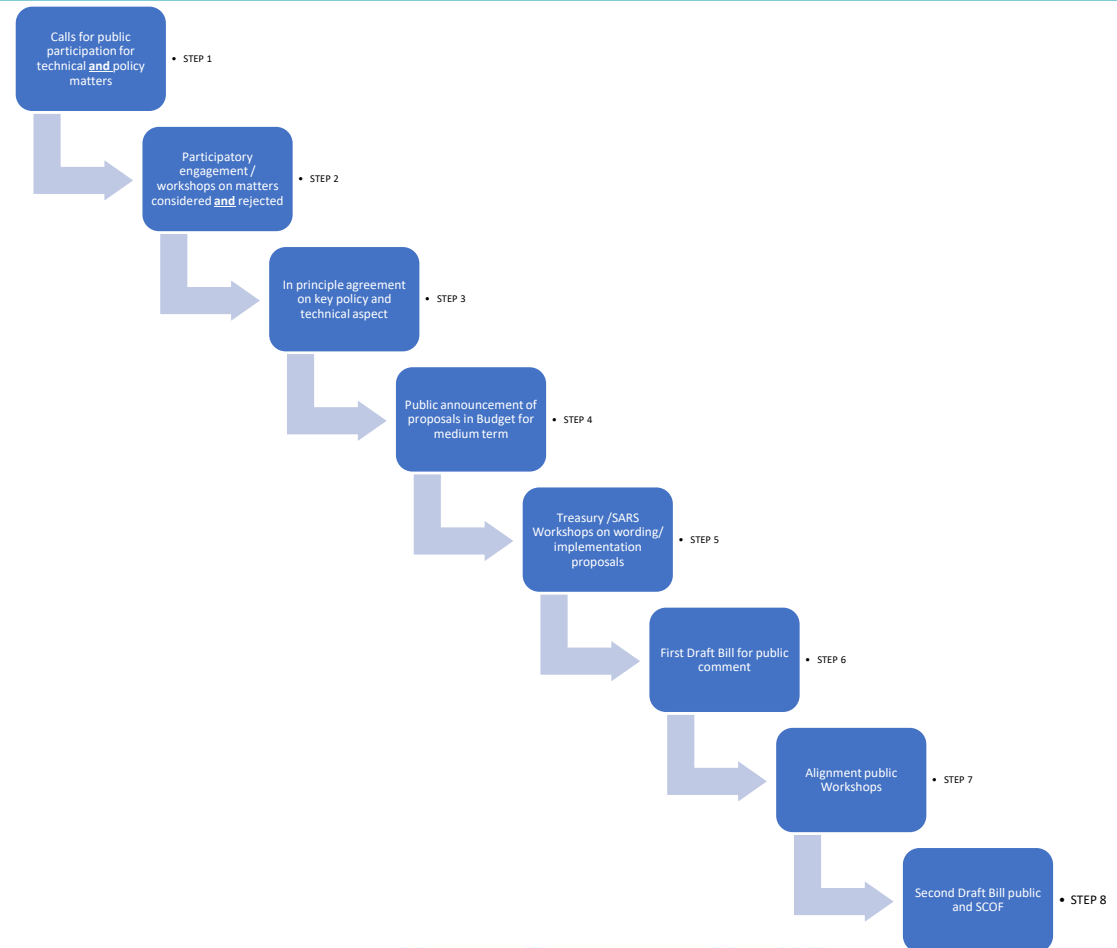 Calls for public
participation for
technical and policy
matters
• STEP 1
Participatory
engagement /
workshops on matters
considered and rejected
• STEP 2
In principle agreement
on key policy and
technical aspect
• STEP 3
Public announcement of
proposals in Budget for
medium term
• STEP 4
Treasury /SARS
Workshops on wording/
implementation
proposals
• STEP 5
First Draft Bill for public
comment
• STEP 6
Alignment public
Workshops
• STEP 7
Second Draft Bill public
and SCOF
• STEP 8